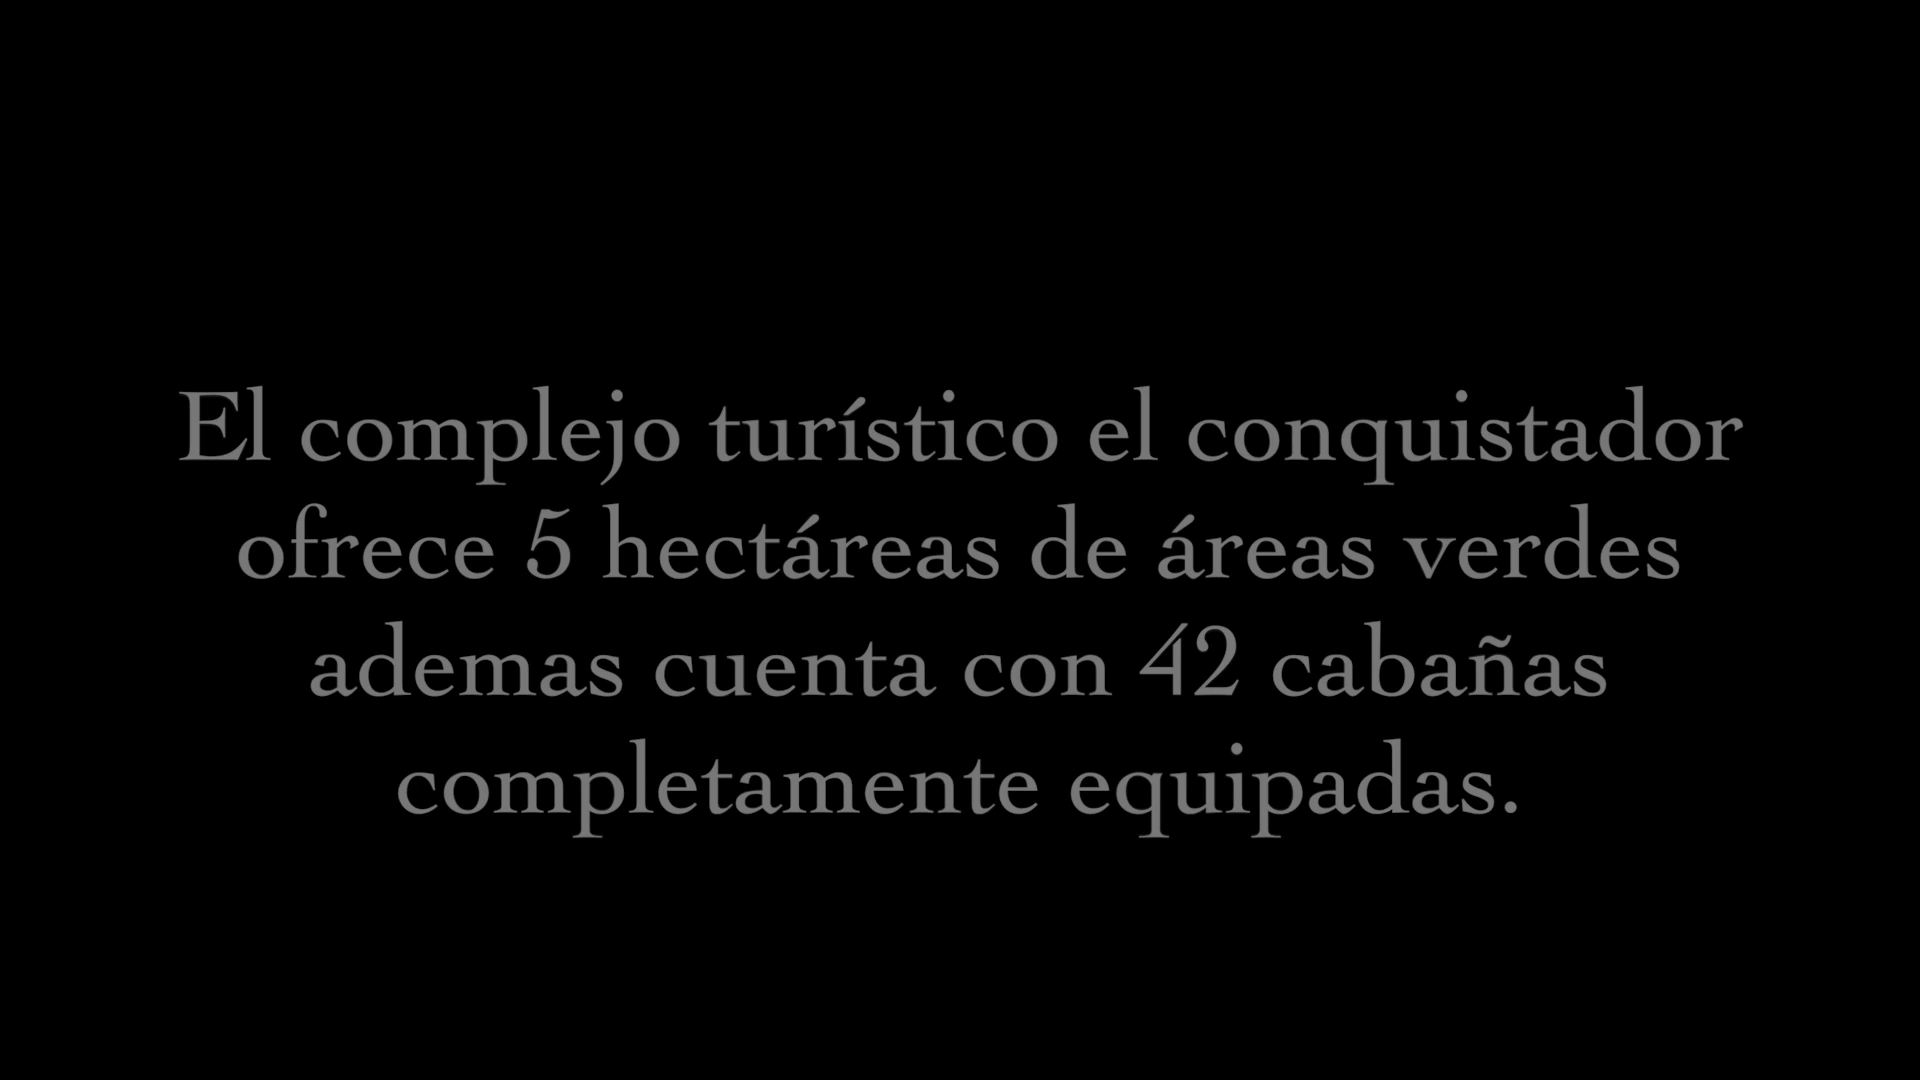 El complejo turístico el conquistador
ofrece 5 hectáreas de áreas verdes
ademas cuenta con 42 cabañas
completamente equipadas.